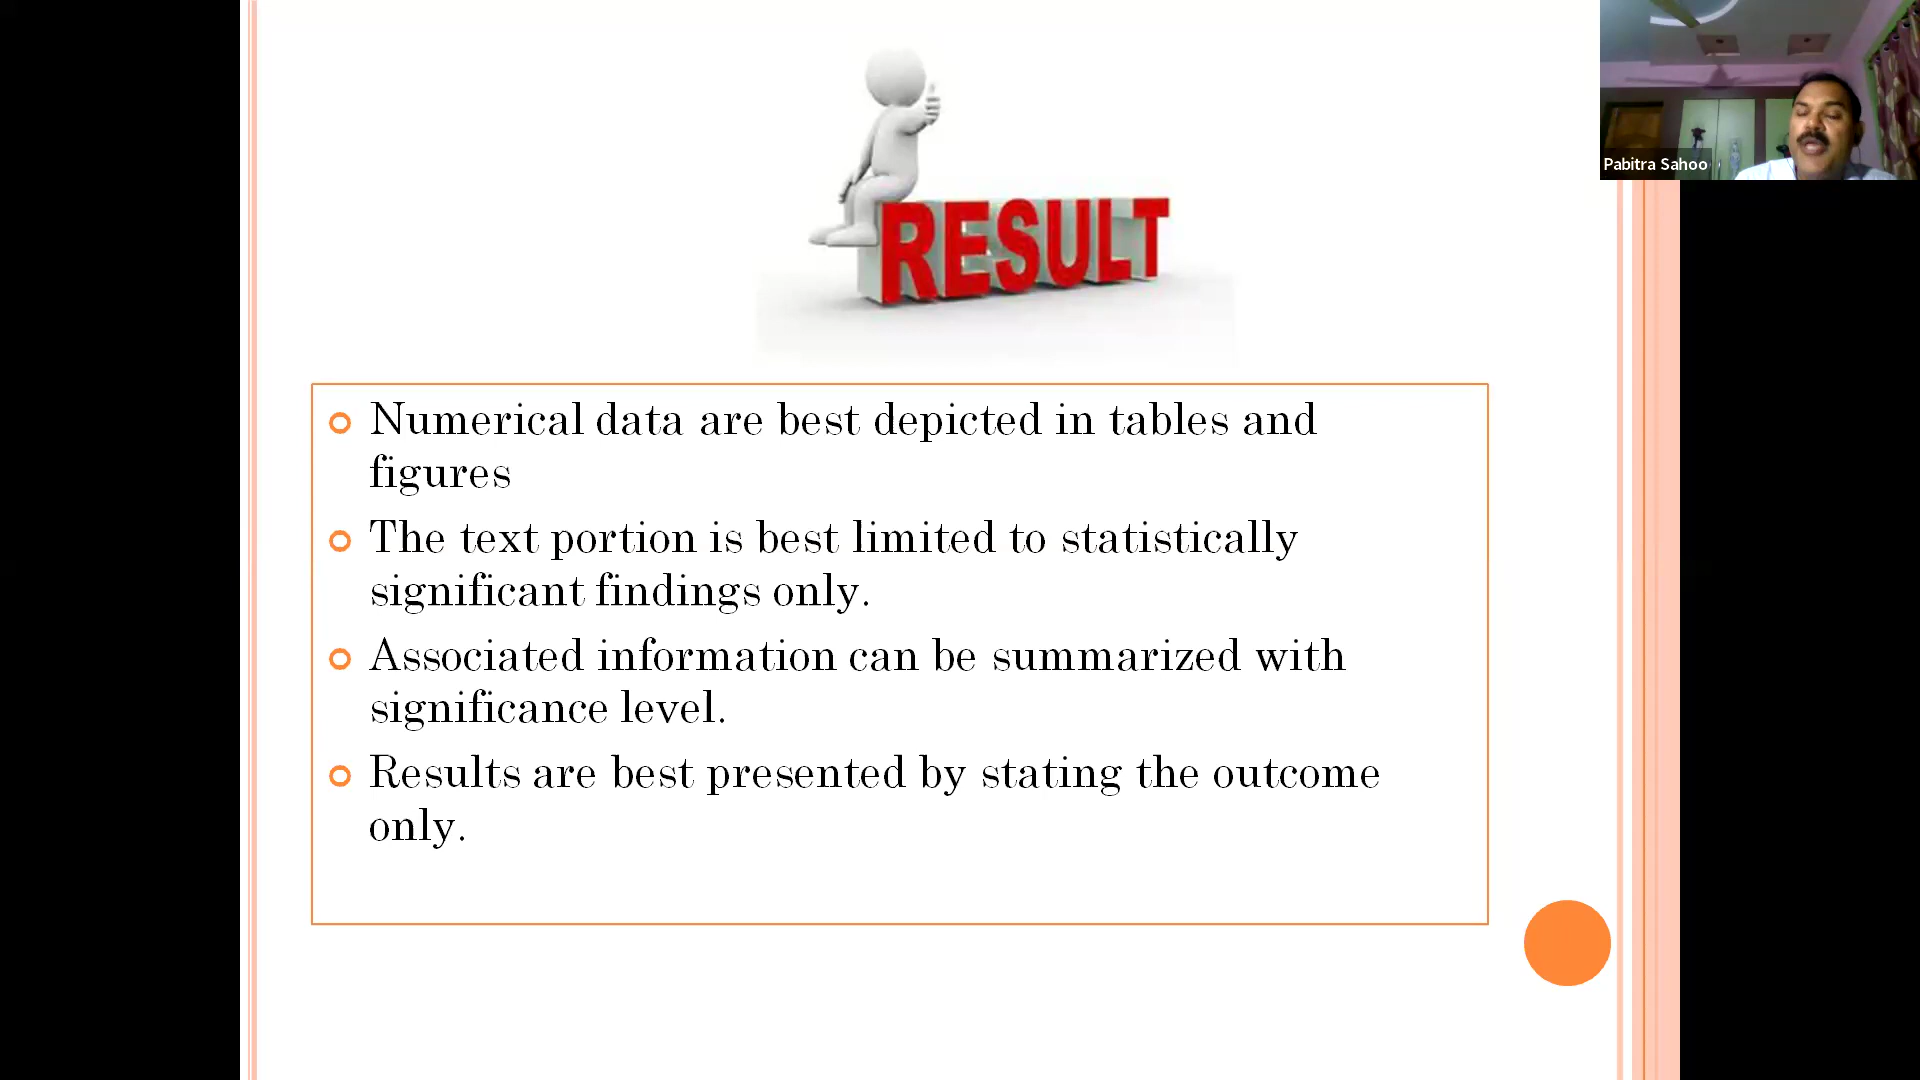 RESULT
Pabitra Sahoo
Numerical data are best depicted in tables and
figures
The text portion is best limited to statistically
significant findings only.
Associated information can be summarized with
significance level.
Results are best presented by stating the outcome
only.